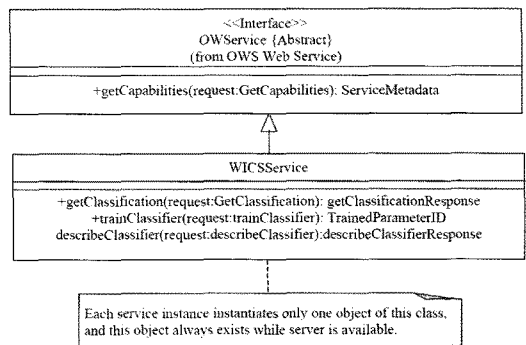 <<Interface>>
OWService {Abstract}
(from OWS Web Service)
+getCapabilities(request:GetCapabilities): ServiceMetadata
WICSService
+getClassification(request:GetClassification): getClassificationResponse
+trainClassifier(request:trainClassifier): TrainedParameterID
describeClassifier(request:describeClassifier):describeClassifierResponse
Each service instance instantiates only one object of this class,
and this object always exists while server is available.